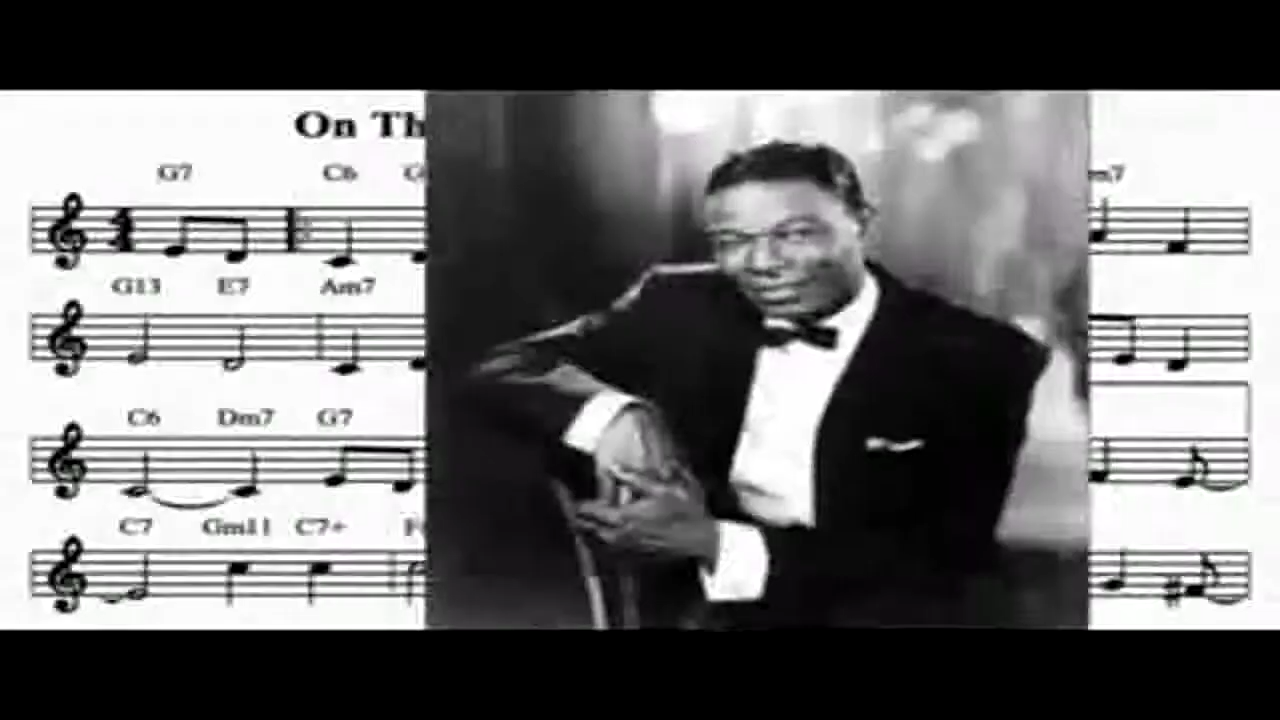 On Th
G7 C6 m7
G13 E7 Am7
C6 Dm7 G7
C7 Gm11 C7+ F